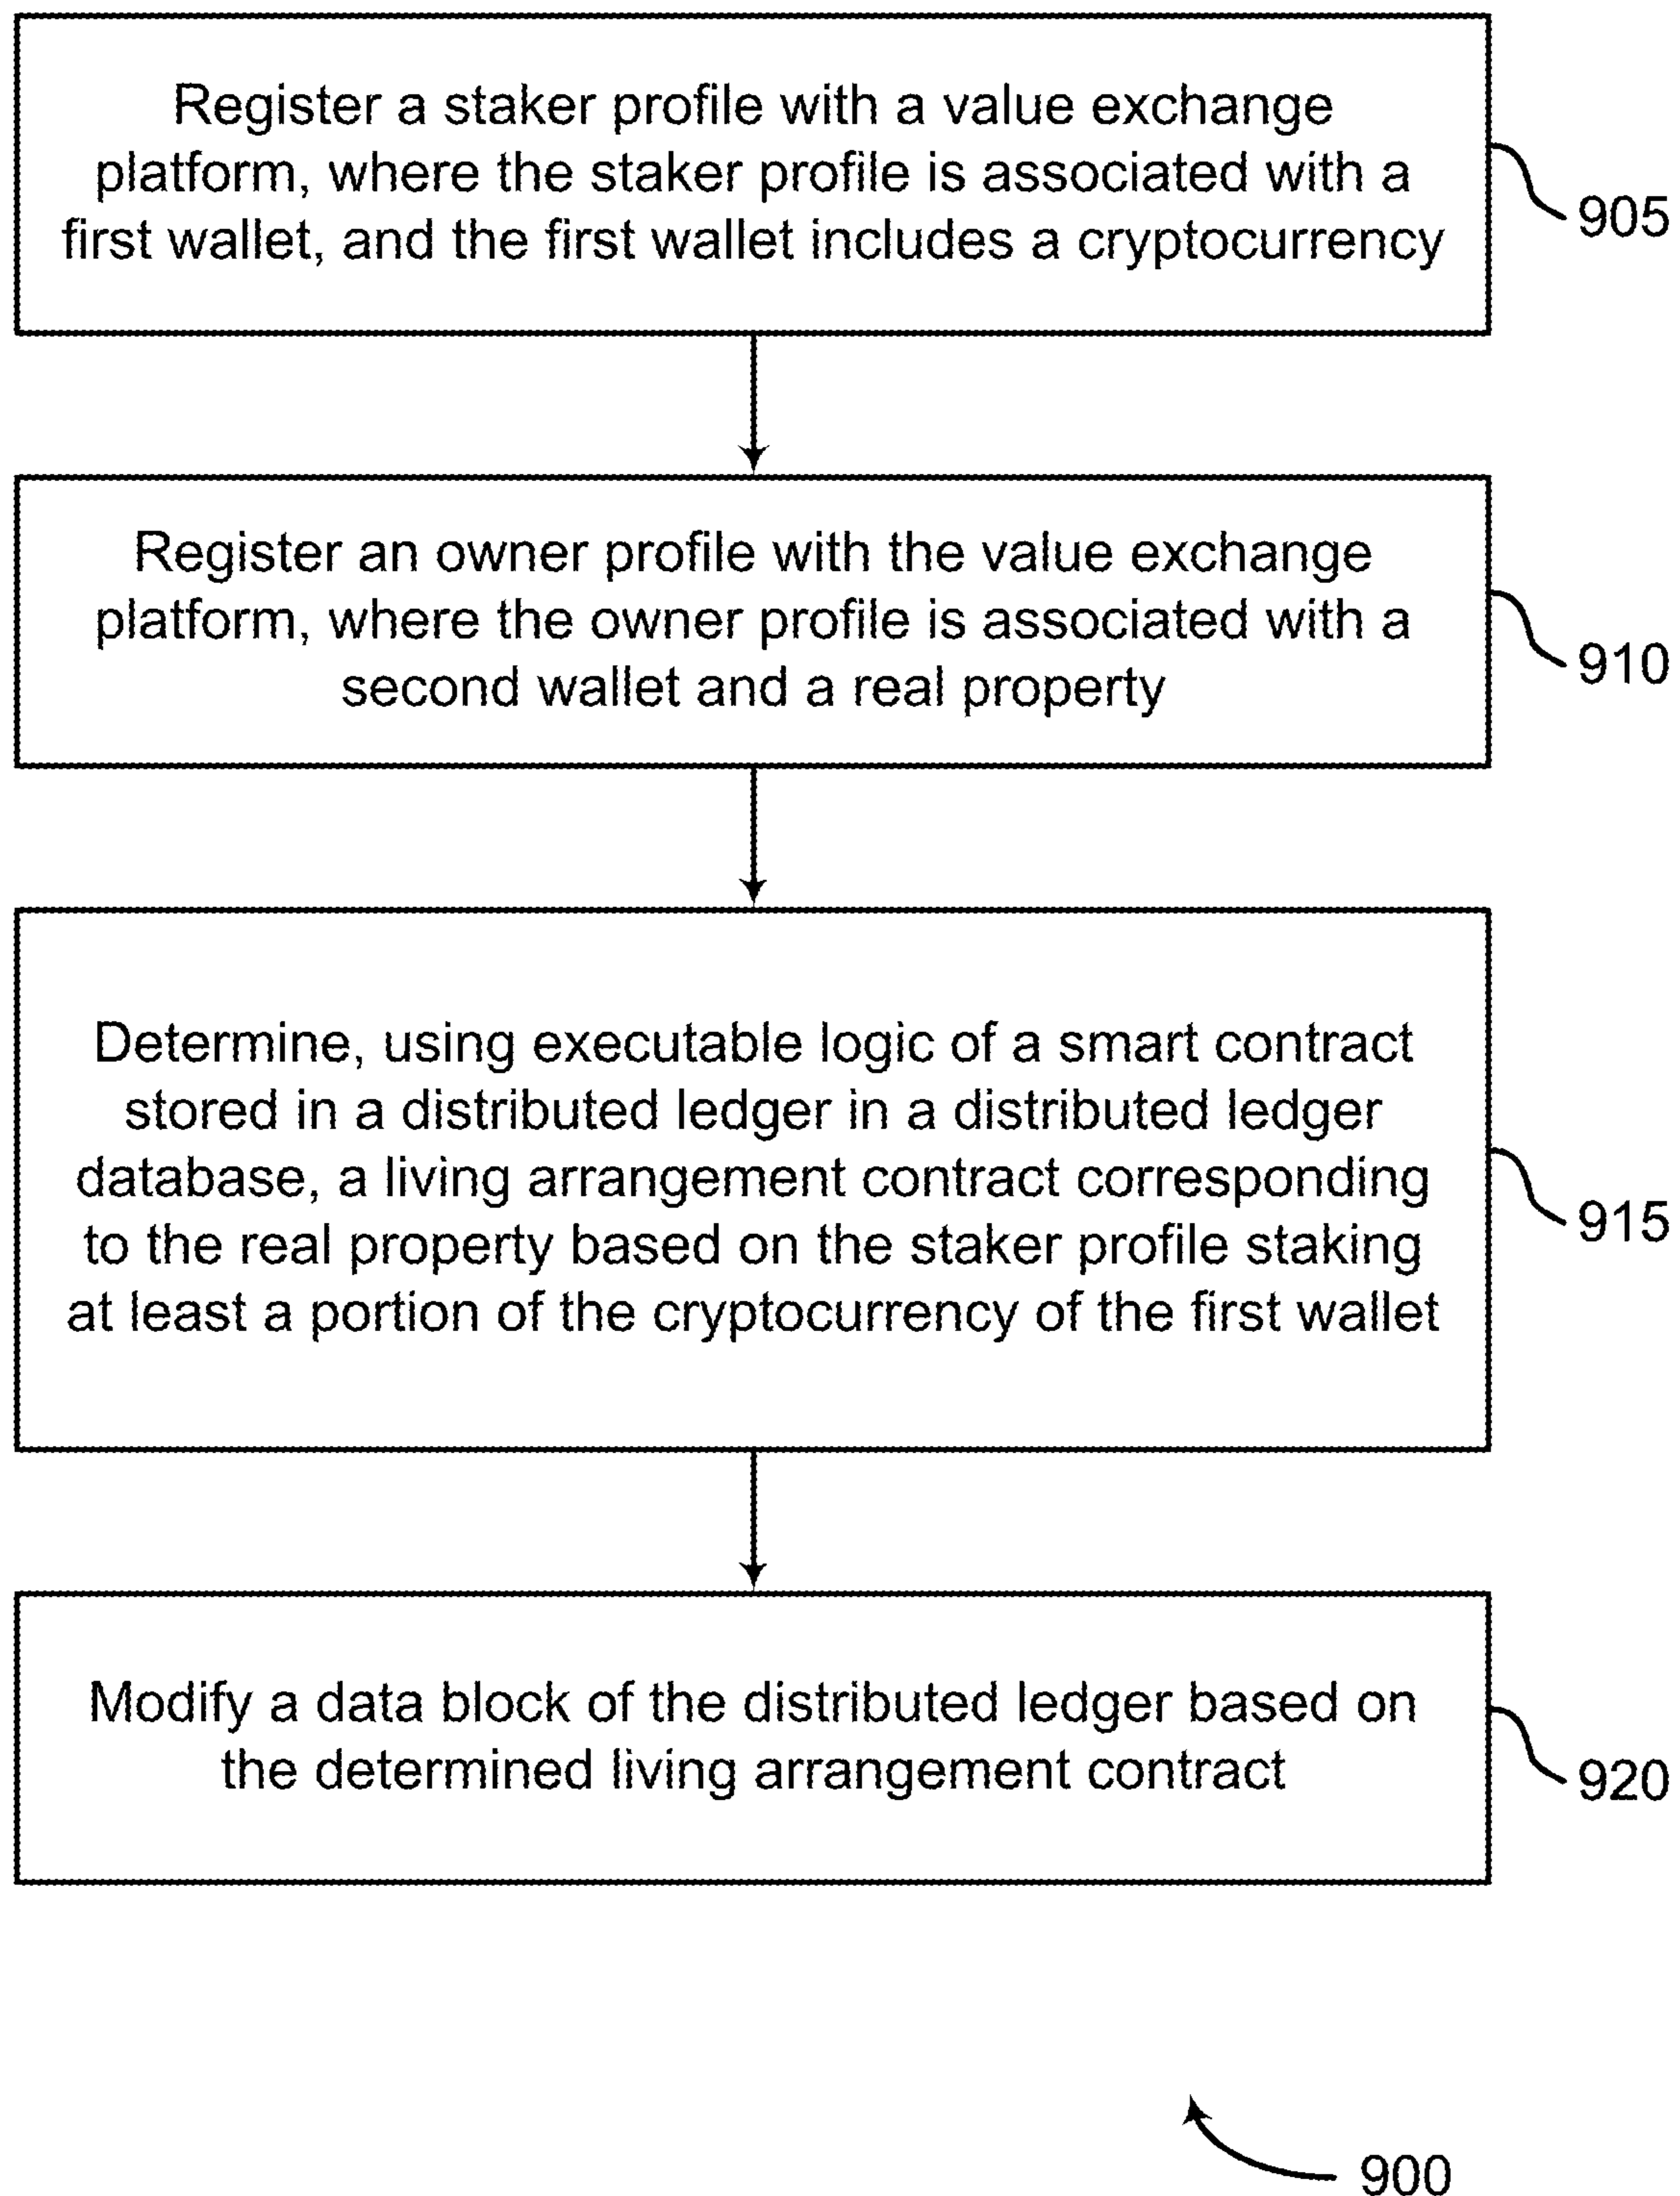 Register a staker profile with a value exchange
platform, where the staker profile is associated with a
first wallet, and the first wallet includes a cryptocurrency
905
Register an owner profile with the value exchange
platform, where the owner profile is associated with a
second wallet and a real property
910
Determine, using executable logic of a smart contract
stored in a distributed ledger in a distributed ledger
database, a living arrangement contract corresponding
to the real property based on the staker profile staking
at least a portion of the cryptocurrency of the first wallet
915
Modify a data block of the distributed ledger based on
the determined living arrangement contract
920
900